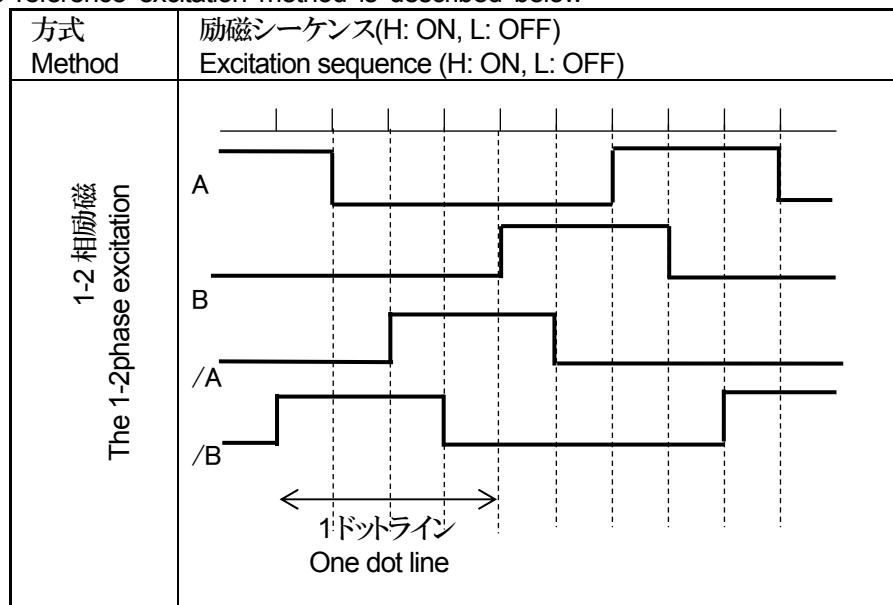 reference excitation method is described below
方式
Method
励磁シーケンス(H: ON, L: OFF)
Excitation sequence (H: ON, L: OFF)
1-2 相励磁
The 1-2phase excitation
A
B
/A
/B
1ドットライン
One dot line